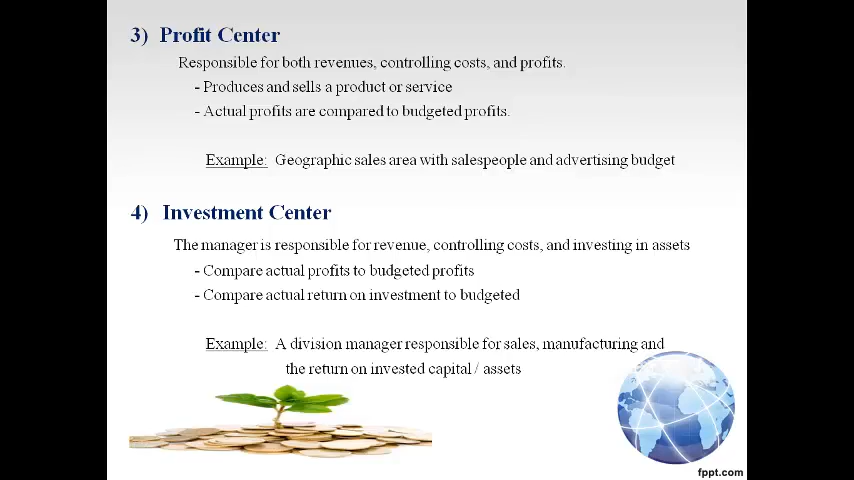 3) Profit Center
Responsible for both revenues, controlling costs, and profits.
- Produces and sells a product or service
- Actual profits are compared to budgeted profits.
Example: Geographic sales area with salespeople and advertising budget
4) Investment Center
The manager is responsible for revenue, controlling costs, and investing in assets
- Compare actual profits to budgeted profits
- Compare actual return on investment to budgeted
Example: A division manager responsible for sales, manufacturing and
the return on invested capital / assets
fppt.com